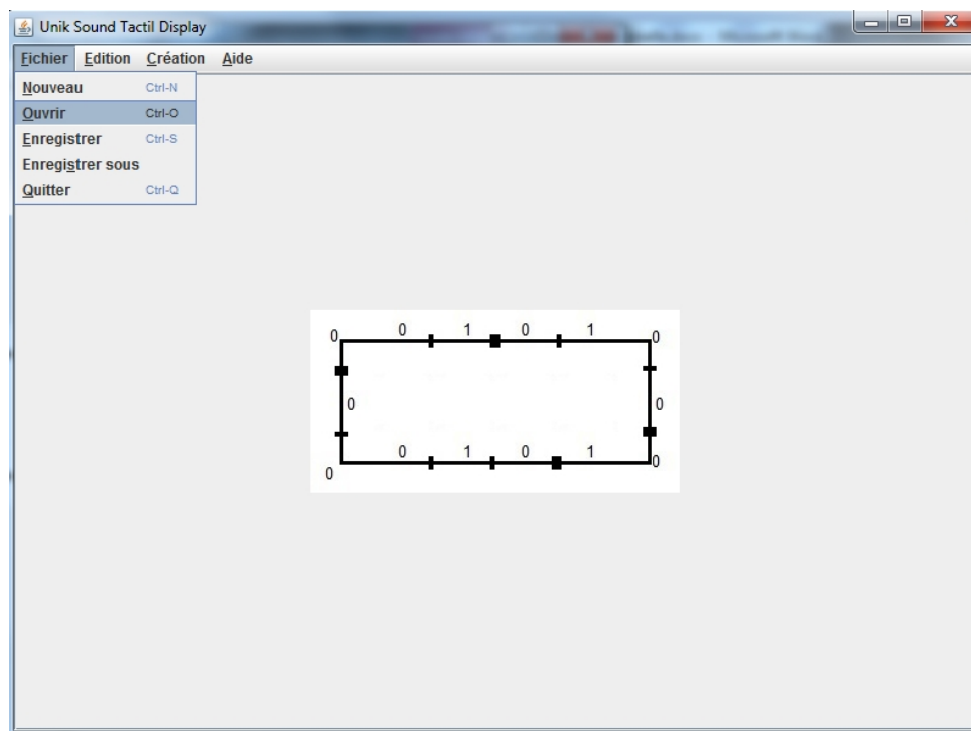 Unik Sound Tactil Display
Fichier Edition Création Aide
Nouveau Ctrl-N
Ouvrir Ctrl-O
Enregistrer Ctrl-S
Enregistrer sous
Quitter Ctrl-Q
0 0 1 0 1 0
0 0
0 1 0 1 0
0